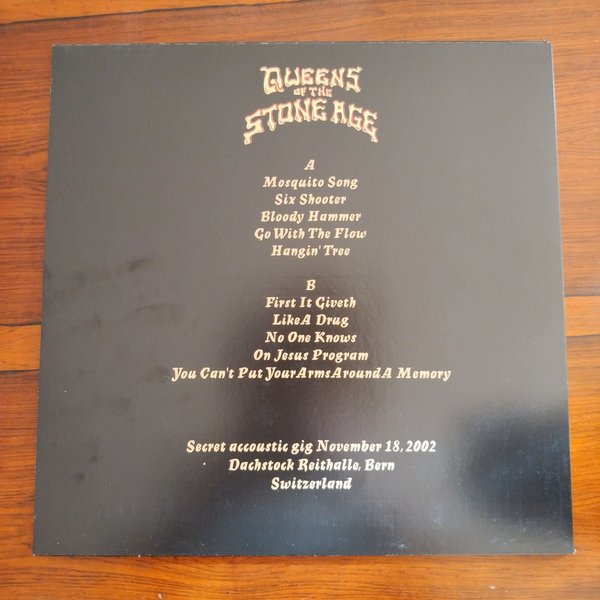 QUEENS
OF THE
STONE AGE
A
Mosquito Song
Six Shooter
Bloody Hammer
Go With The Flow
Hangin' Tree
B
First It Giveth
Like A Drug
No One Knows
On Jesus Program
You Can't Put Your Arms Around A Memory
Secret accoustic gig November 18, 2002
Dachstock Reithalle, Bern
Switzerland